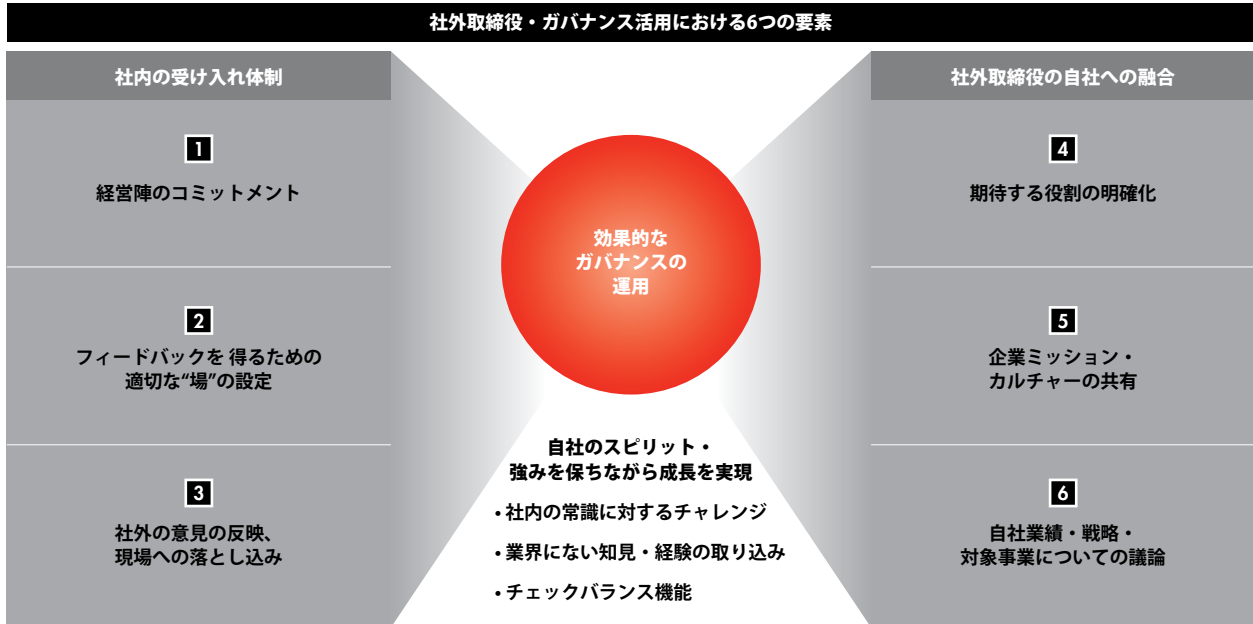 社外取締役・ガバナンス活用における6つの要素
社内の受け入れ体制
1
経営陣のコミットメント
2
フィードバックを 得るための
適切な“場”の設定
3
社外の意見の反映、
現場への落とし込み
効果的な
ガバナンスの
運用
自社のスピリット・
強みを保ちながら成長を実現
・社内の常識に対するチャレンジ
・業界にない知見・経験の取り込み
・チェックバランス機能
社外取締役の自社への融合
4
期待する役割の明確化
5
企業ミッション・
カルチャーの共有
6
自社業績・戦略・
対象事業についての議論